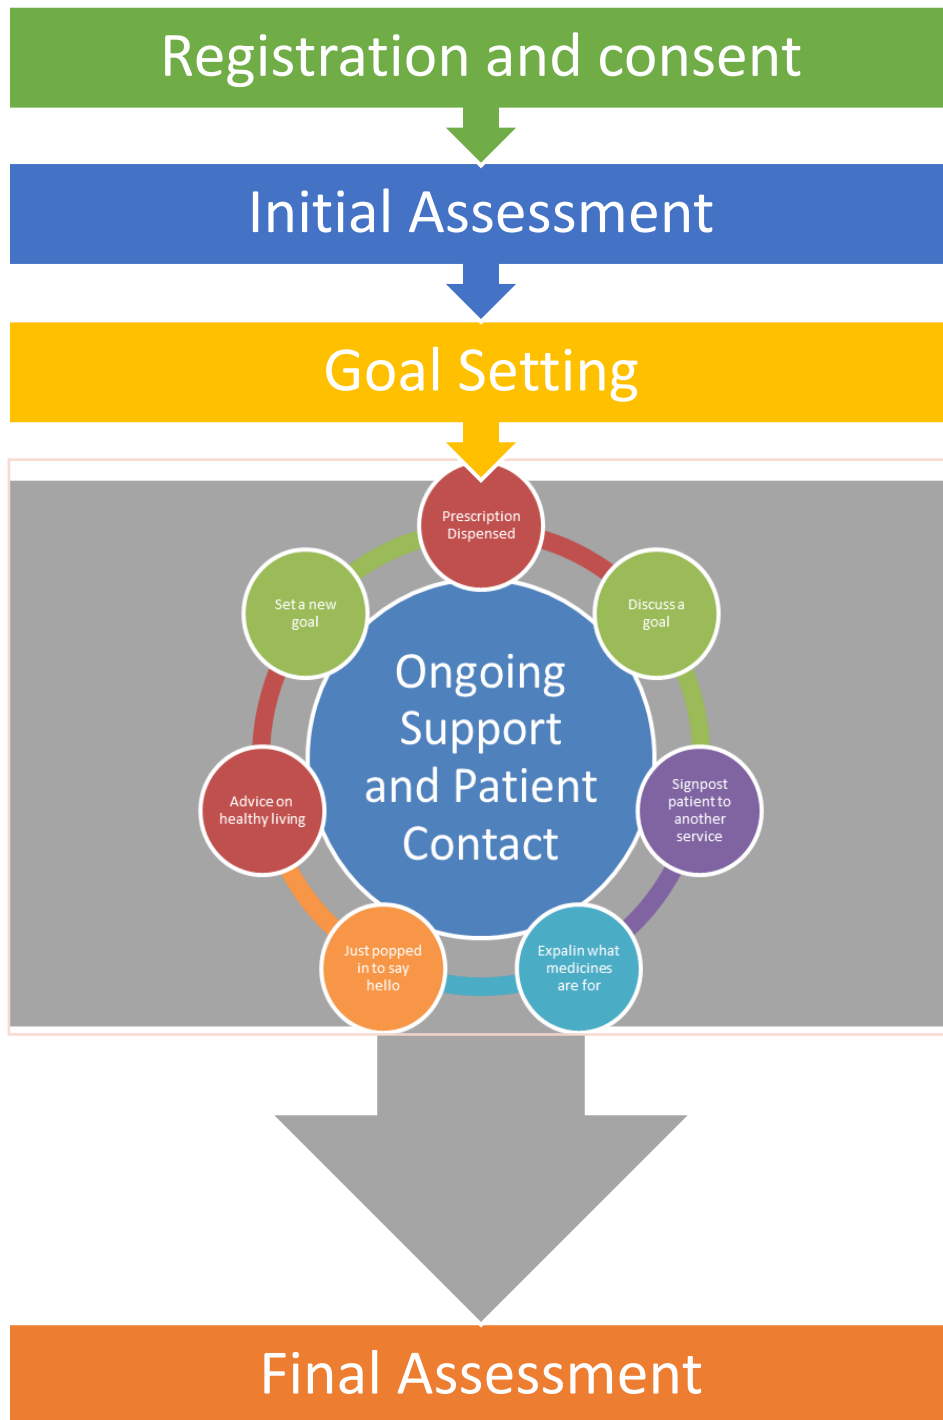 Registration and consent
Initial Assessment
Goal Setting
Prescription
Dispensed
Discuss a
goal
Signpost
patient to
another
service
Expalin what
medicines
are for
Just popped
in to say
hello
Advice on
healthy living
Set a new
goal
Ongoing
Support
and Patient
Contact
Final Assessment